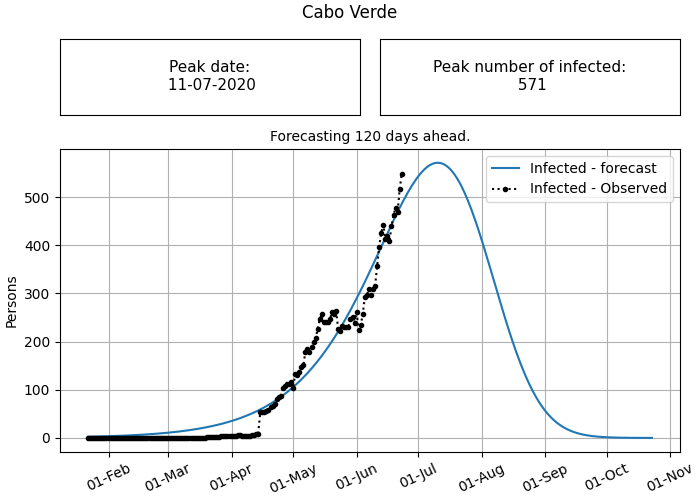 Cabo Verde
Peak date:
11-07-2020
Peak number of infected:
571
Forecasting 120 days ahead.
Infected - forecast
Infected - Observed
Persons
500
400
300
200
100
0
01-Feb
01-Mar
01-Apr
01-May
01-Jun
01-Jul
01-Aug
01-Sep
01-Oct
01-Nov